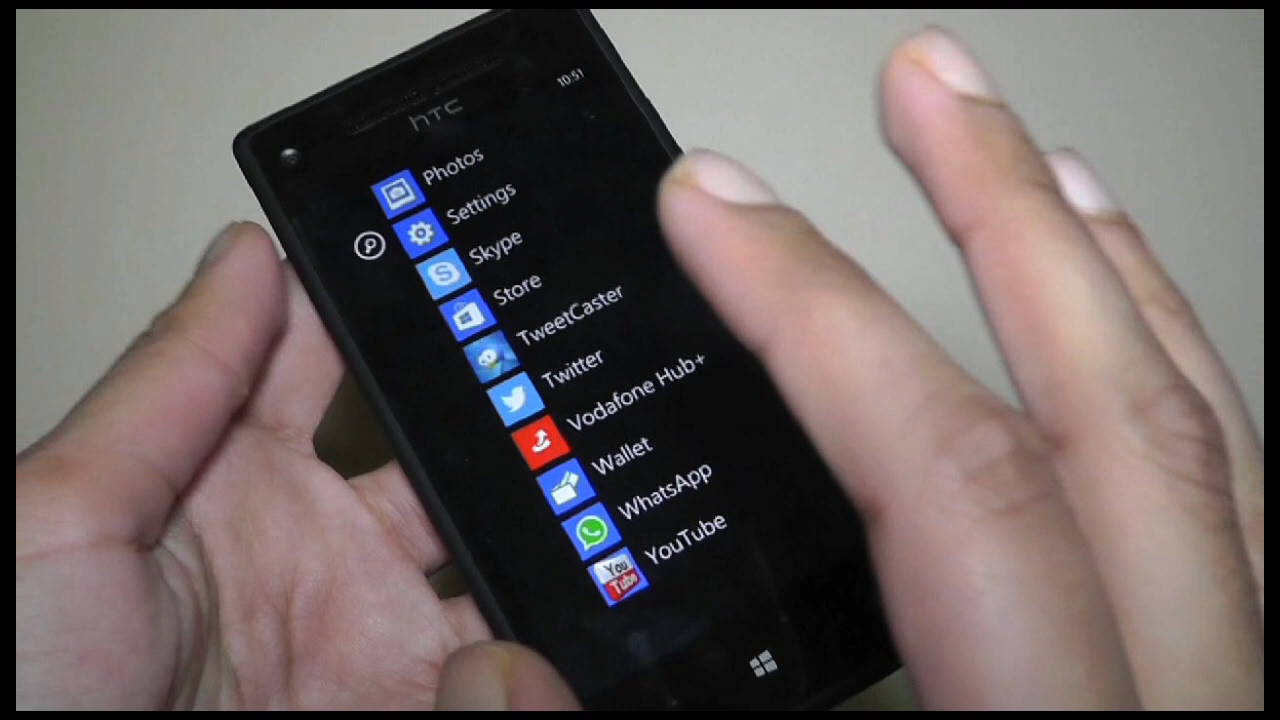 10:51
hTC
Photos
Settings
Skype
Store
TweetCaster
Twitter
Vodafone Hub+
Wallet
WhatsApp
YouTube
You
Tube